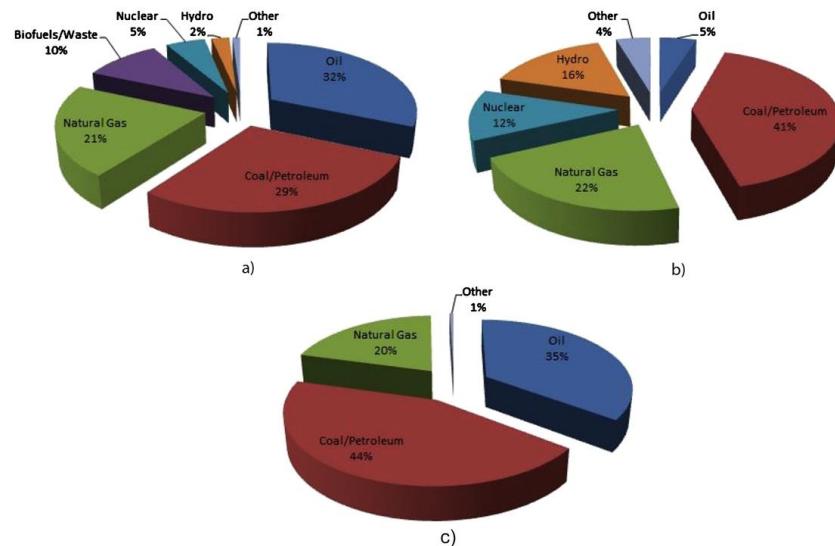 Biofuels/Waste
10%
Nuclear
5%
Hydro
2%
Other
1%
Oil
32%
Natural Gas
21%
Coal/Petroleum
29%
a)
Other
4%
Oil
5%
Hydro
16%
Coal/Petroleum
41%
Nuclear
12%
Natural Gas
22%
b)
Other
1%
Natural Gas
20%
Oil
35%
Coal/Petroleum
44%
c)